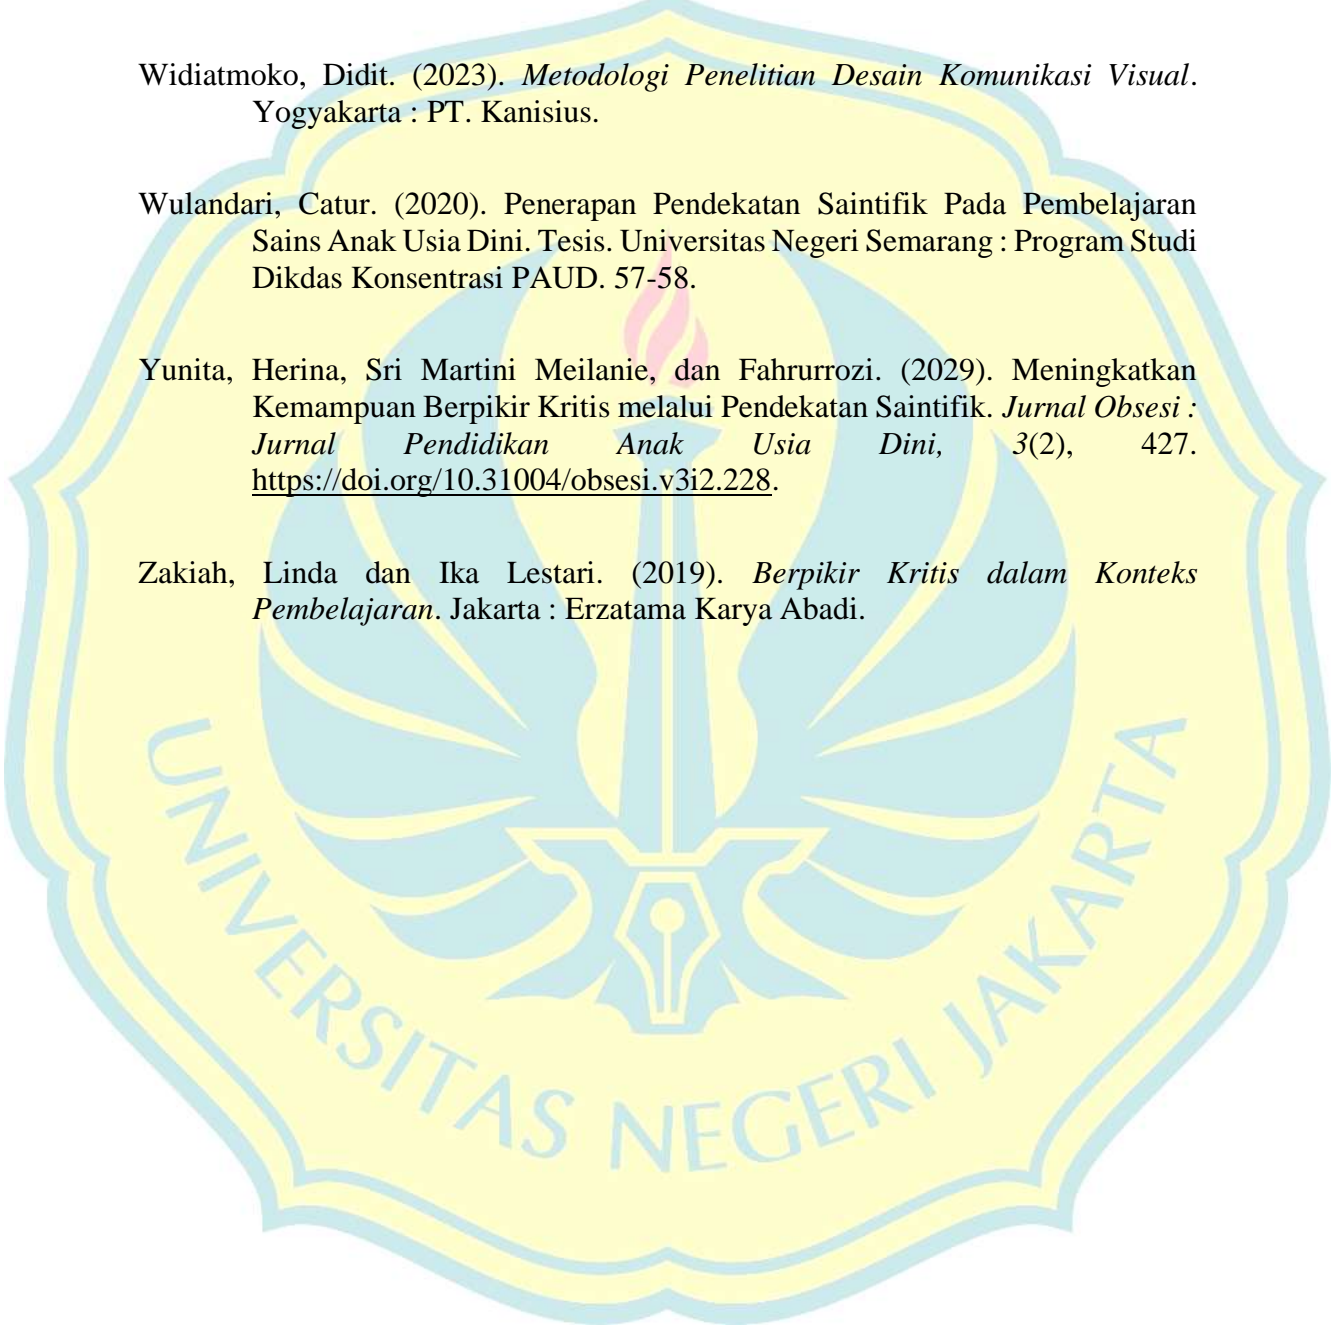 Widiatmoko, Didit. (2023). Metodologi Penelitian Desain Komunikasi Visual.
Yogyakarta : PT. Kanisius.
Wulandari, Catur. (2020). Penerapan Pendekatan Saintifik Pada Pembelajaran
Sains Anak Usia Dini. Tesis. Universitas Negeri Semarang : Program Studi
Dikdas Konsentrasi PAUD. 57-58.
Yunita, Herina, Sri Martini Meilanie, dan Fahrurrozi. (2029). Meningkatkan
Kemampuan Berpikir Kritis melalui Pendekatan Saintifik. Jurnal Obsesi :
Jurnal Pendidikan Anak Usia Dini, 3(2), 427.
https://doi.org/10.31004/obsesi.v3i2.228.
Zakiah, Linda dan Ika Lestari. (2019). Berpikir Kritis dalam Konteks
Pembelajaran. Jakarta : Erzatama Karya Abadi.
UNIVERSITAS NEGERI JAKARTA